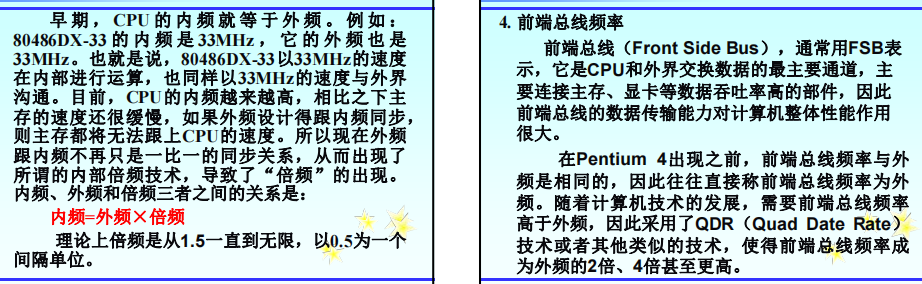 早期，CPU 的内频就等于外频。例如：
80486DX-33 的内频是 33MHz，它的外频也是
33MHz。也就是说，80486DX-33以33MHz的速度
在内部进行运算，也同样以33MHz的速度与外界
沟通。目前，CPU的内频越来越高，相比之下主
存的速度还很缓慢，如果外频设计得跟内频同步，
则主存都将无法跟上CPU的速度。所以现在外频
跟内频不再只是一比一的同步关系，从而出现了
所谓的内部倍频技术，导致了“倍频”的出现。
内频、外频和倍频三者之间的关系是：
内频=外频×倍频
理论上倍频是从1.5一直到无限，以0.5为一个
间隔单位。
4. 前端总线频率
前端总线（Front Side Bus），通常用FSB表
示，它是CPU和外界交换数据的最主要通道，主
要连接主存、显卡等数据吞吐率高的部件，因此
前端总线的数据传输能力对计算机整体性能作用
很大。
在Pentium 4出现之前，前端总线频率与外
频是相同的，因此往往直接称前端总线频率为外
频。随着计算机技术的发展，需要前端总线频率
高于外频，因此采用了QDR（Quad Date Rate）
技术或者其他类似的技术，使得前端总线频率成
为外频的2倍、4倍甚至更高。